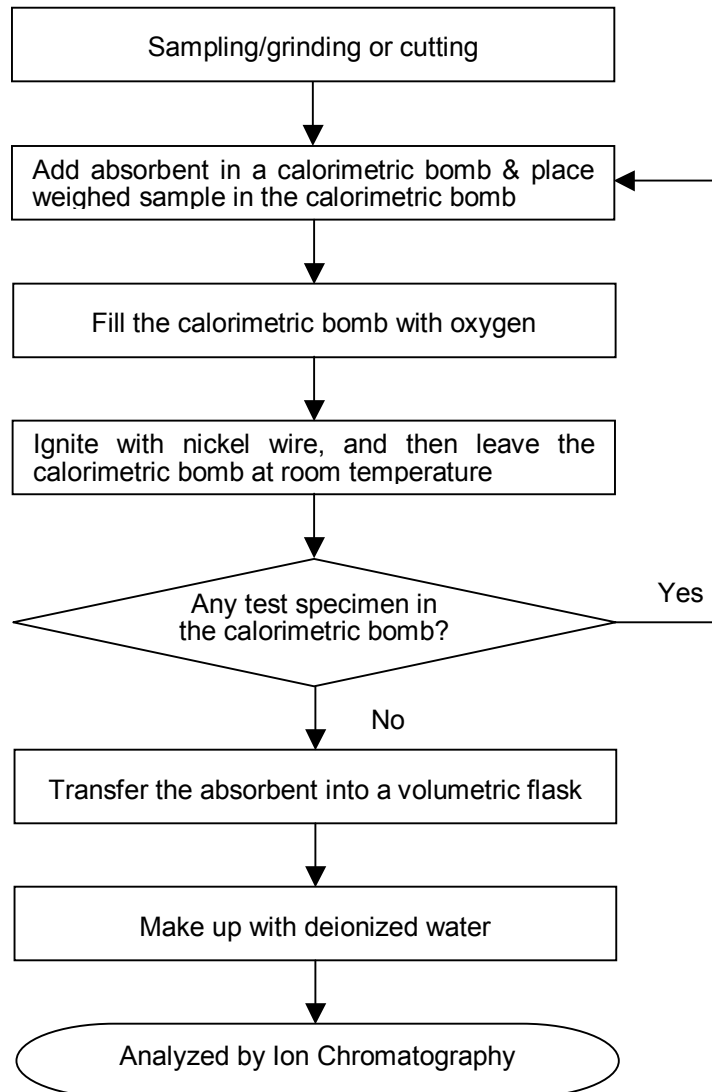 Sampling/grinding or cutting
Add absorbent in a calorimetric bomb & place
weighed sample in the calorimetric bomb
Fill the calorimetric bomb with oxygen
Ignite with nickel wire, and then leave the
calorimetric bomb at room temperature
Any test specimen in
the calorimetric bomb?
Yes
No
Transfer the absorbent into a volumetric flask
Make up with deionized water
Analyzed by Ion Chromatography